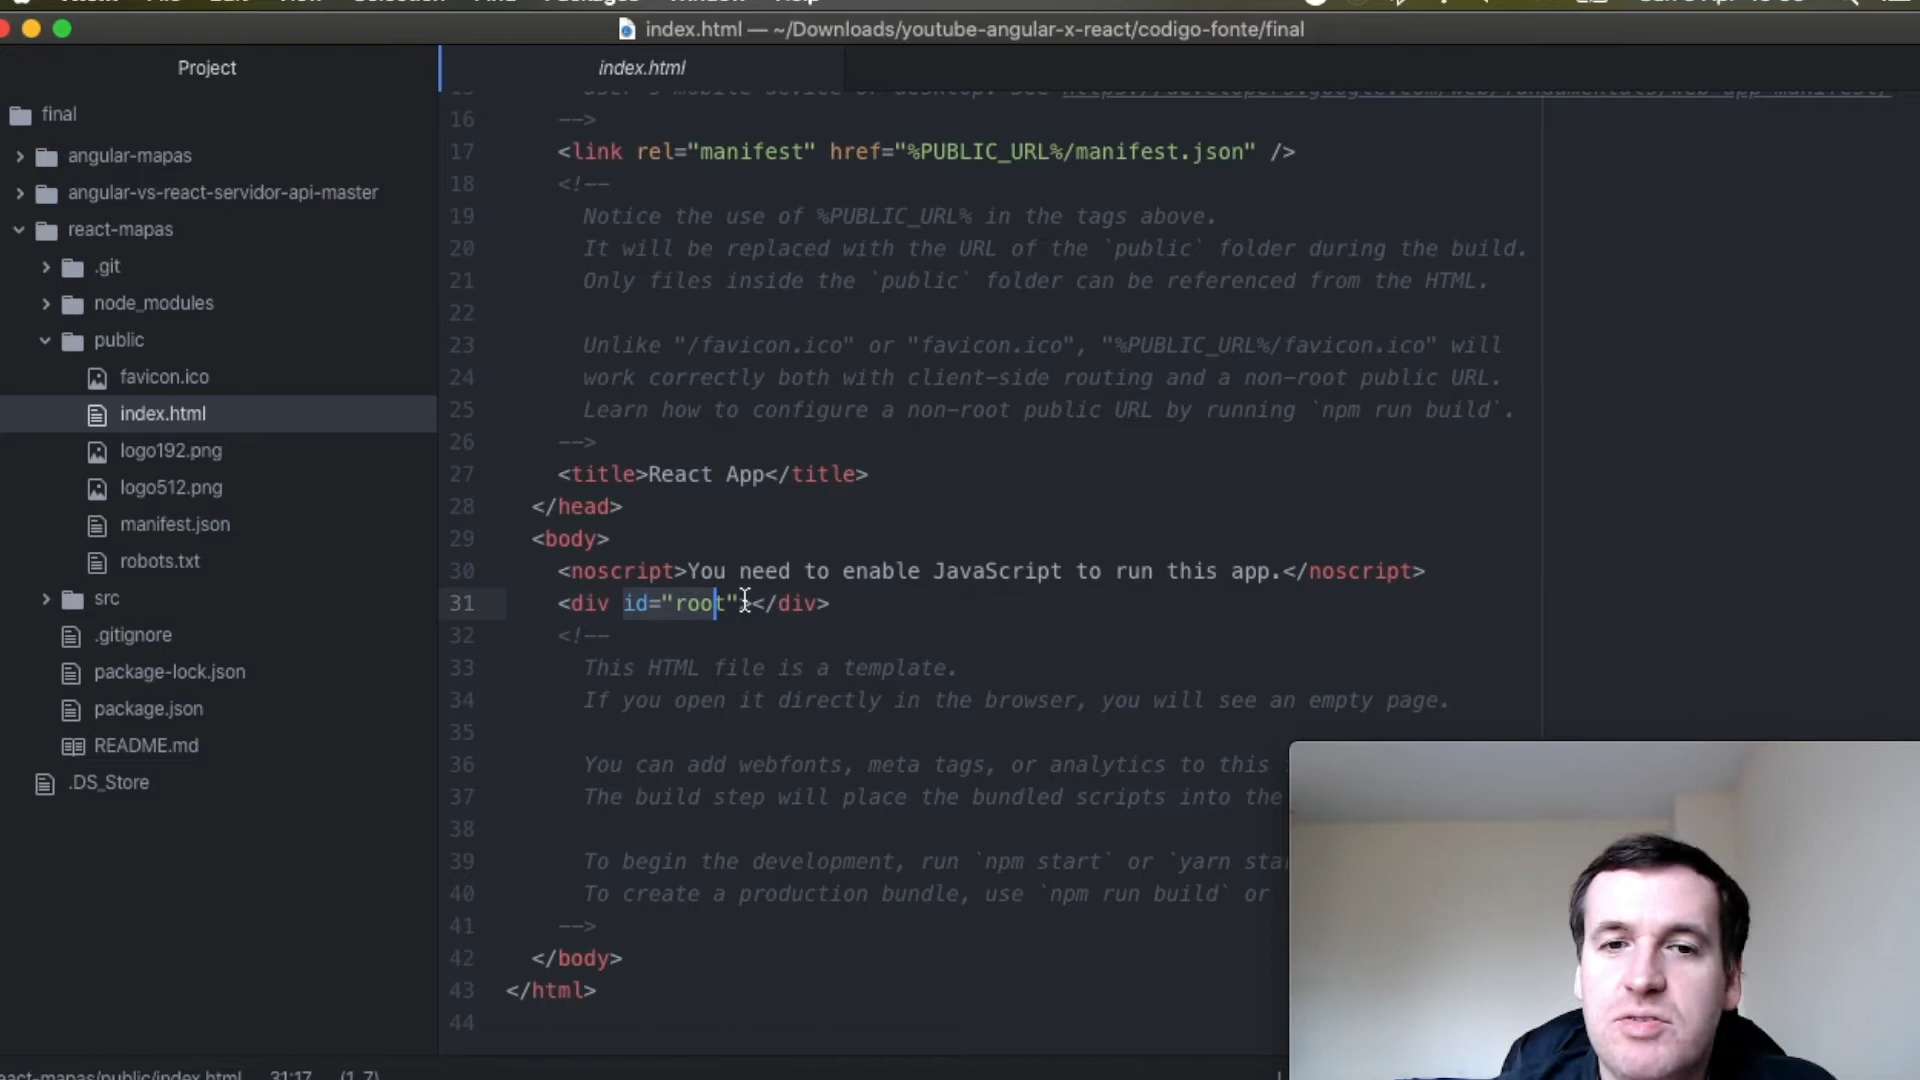 index.html — ~/Downloads/youtube-angular-x-react/codigo-fonte/final
Project
index.html
final
angular-mapas
angular-vs-react-servidor-api-master
react-mapas
.git
node_modules
public
favicon.ico
index.html
logo192.png
logo512.png
manifest.json
robots.txt
src
.gitignore
package-lock.json
package.json
README.md
.DS_Store
16 -->
17 <link rel="manifest" href="%PUBLIC_URL%/manifest.json" />
18 <!--
19 Notice the use of %PUBLIC_URL% in the tags above.
20 It will be replaced with the URL of the `public` folder during the build.
21 Only files inside the `public` folder can be referenced from the HTML.
22
23 Unlike "/favicon.ico" or "favicon.ico", "%PUBLIC_URL%/favicon.ico" will
24 work correctly both with client-side routing and a non-root public URL.
25 Learn how to configure a non-root public URL by running `npm run build`.
26 -->
27 <title>React App</title>
28 </head>
29 <body>
30 <noscript>You need to enable JavaScript to run this app.</noscript>
31 <div id="root"></div>
32 <!--
33 This HTML file is a template.
34 If you open it directly in the browser, you will see an empty page.
35
36 You can add webfonts, meta tags, or analytics to this
37 The build step will place the bundled scripts into the
38
39 To begin the development, run `npm start` or `yarn sta
40 To create a production bundle, use `npm run build` or
41 -->
42 </body>
43 </html>
44
31:17 (1, 7)